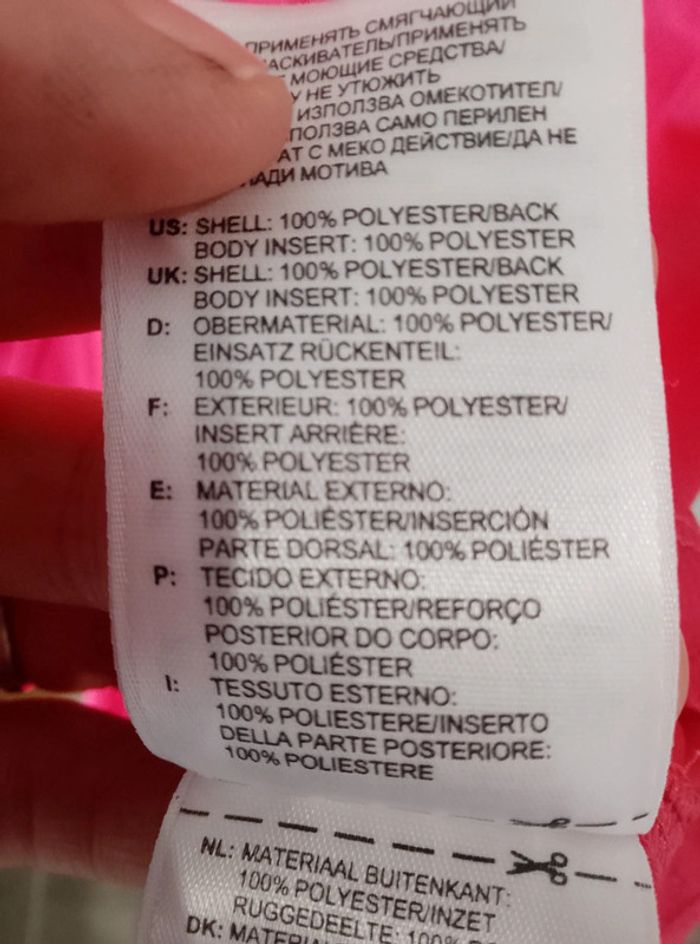 ПРИМЕНЯТЬ СМЯГЧАЮЩИЙ
МОЮЩИЕ СРЕДСТВА/
НЕ УТЮЖИТЬ
ИЗПОЛЗВА ОМЕКОТИТЕЛ/
САМО ПЕРИЛЕН
С МЕКО ДЕЙСТВИЕ/ДА НЕ
МОТИВА
US: SHELL: 100% POLYESTER/BACK
BODY INSERT: 100% POLYESTER
UK: SHELL: 100% POLYESTER/BACK
BODY INSERT: 100% POLYESTER
D: OBERMATERIAL: 100% POLYESTER/
EINSATZ RÜCKENTEIL:
100% POLYESTER
F: EXTERIEUR: 100% POLYESTER/
INSERT ARRIÈRE:
100% POLYESTER
E: MATERIAL EXTERNO:
100% POLIÉSTER/INSERCIÓN
PARTE DORSAL: 100% POLIÉSTER
P: TECIDO EXTERNO:
100% POLIÉSTER/REFORÇO
POSTERIOR DO CORPO:
100% POLIÉSTER
I: TESSUTO ESTERNO:
100% POLIESTERE/INSERTO
DELLA PARTE POSTERIORE:
100% POLIESTERE
NL: MATERIAAL BUITENKANT:
100% POLYESTER/INZET
RUGGEDEELTE: 100%
DK: